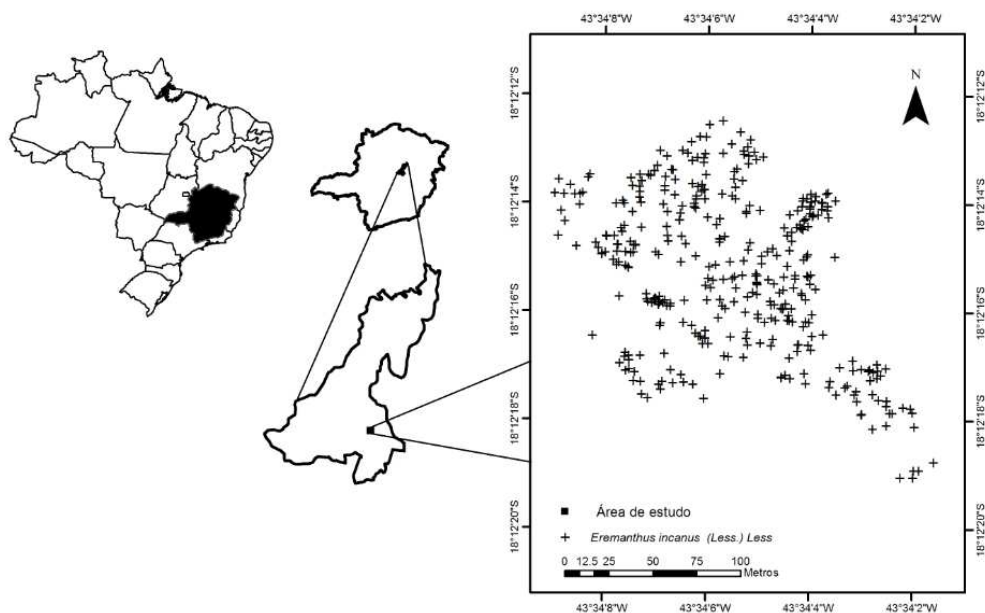 43°34'8"W 43°34'6"W 43°34'4"W 43°34'2"W
18°12'12"S
18°12'14"S
18°12'16"S
18°12'18"S
18°12'20"S
N
18°12'12"S
18°12'14"S
18°12'16"S
18°12'18"S
18°12'20"S
Área de estudo
Eremanthus incanus (Less.) Less
0 12.5 25 50 75 100
Metros
43°34'8"W 43°34'6"W 43°34'4"W 43°34'2"W